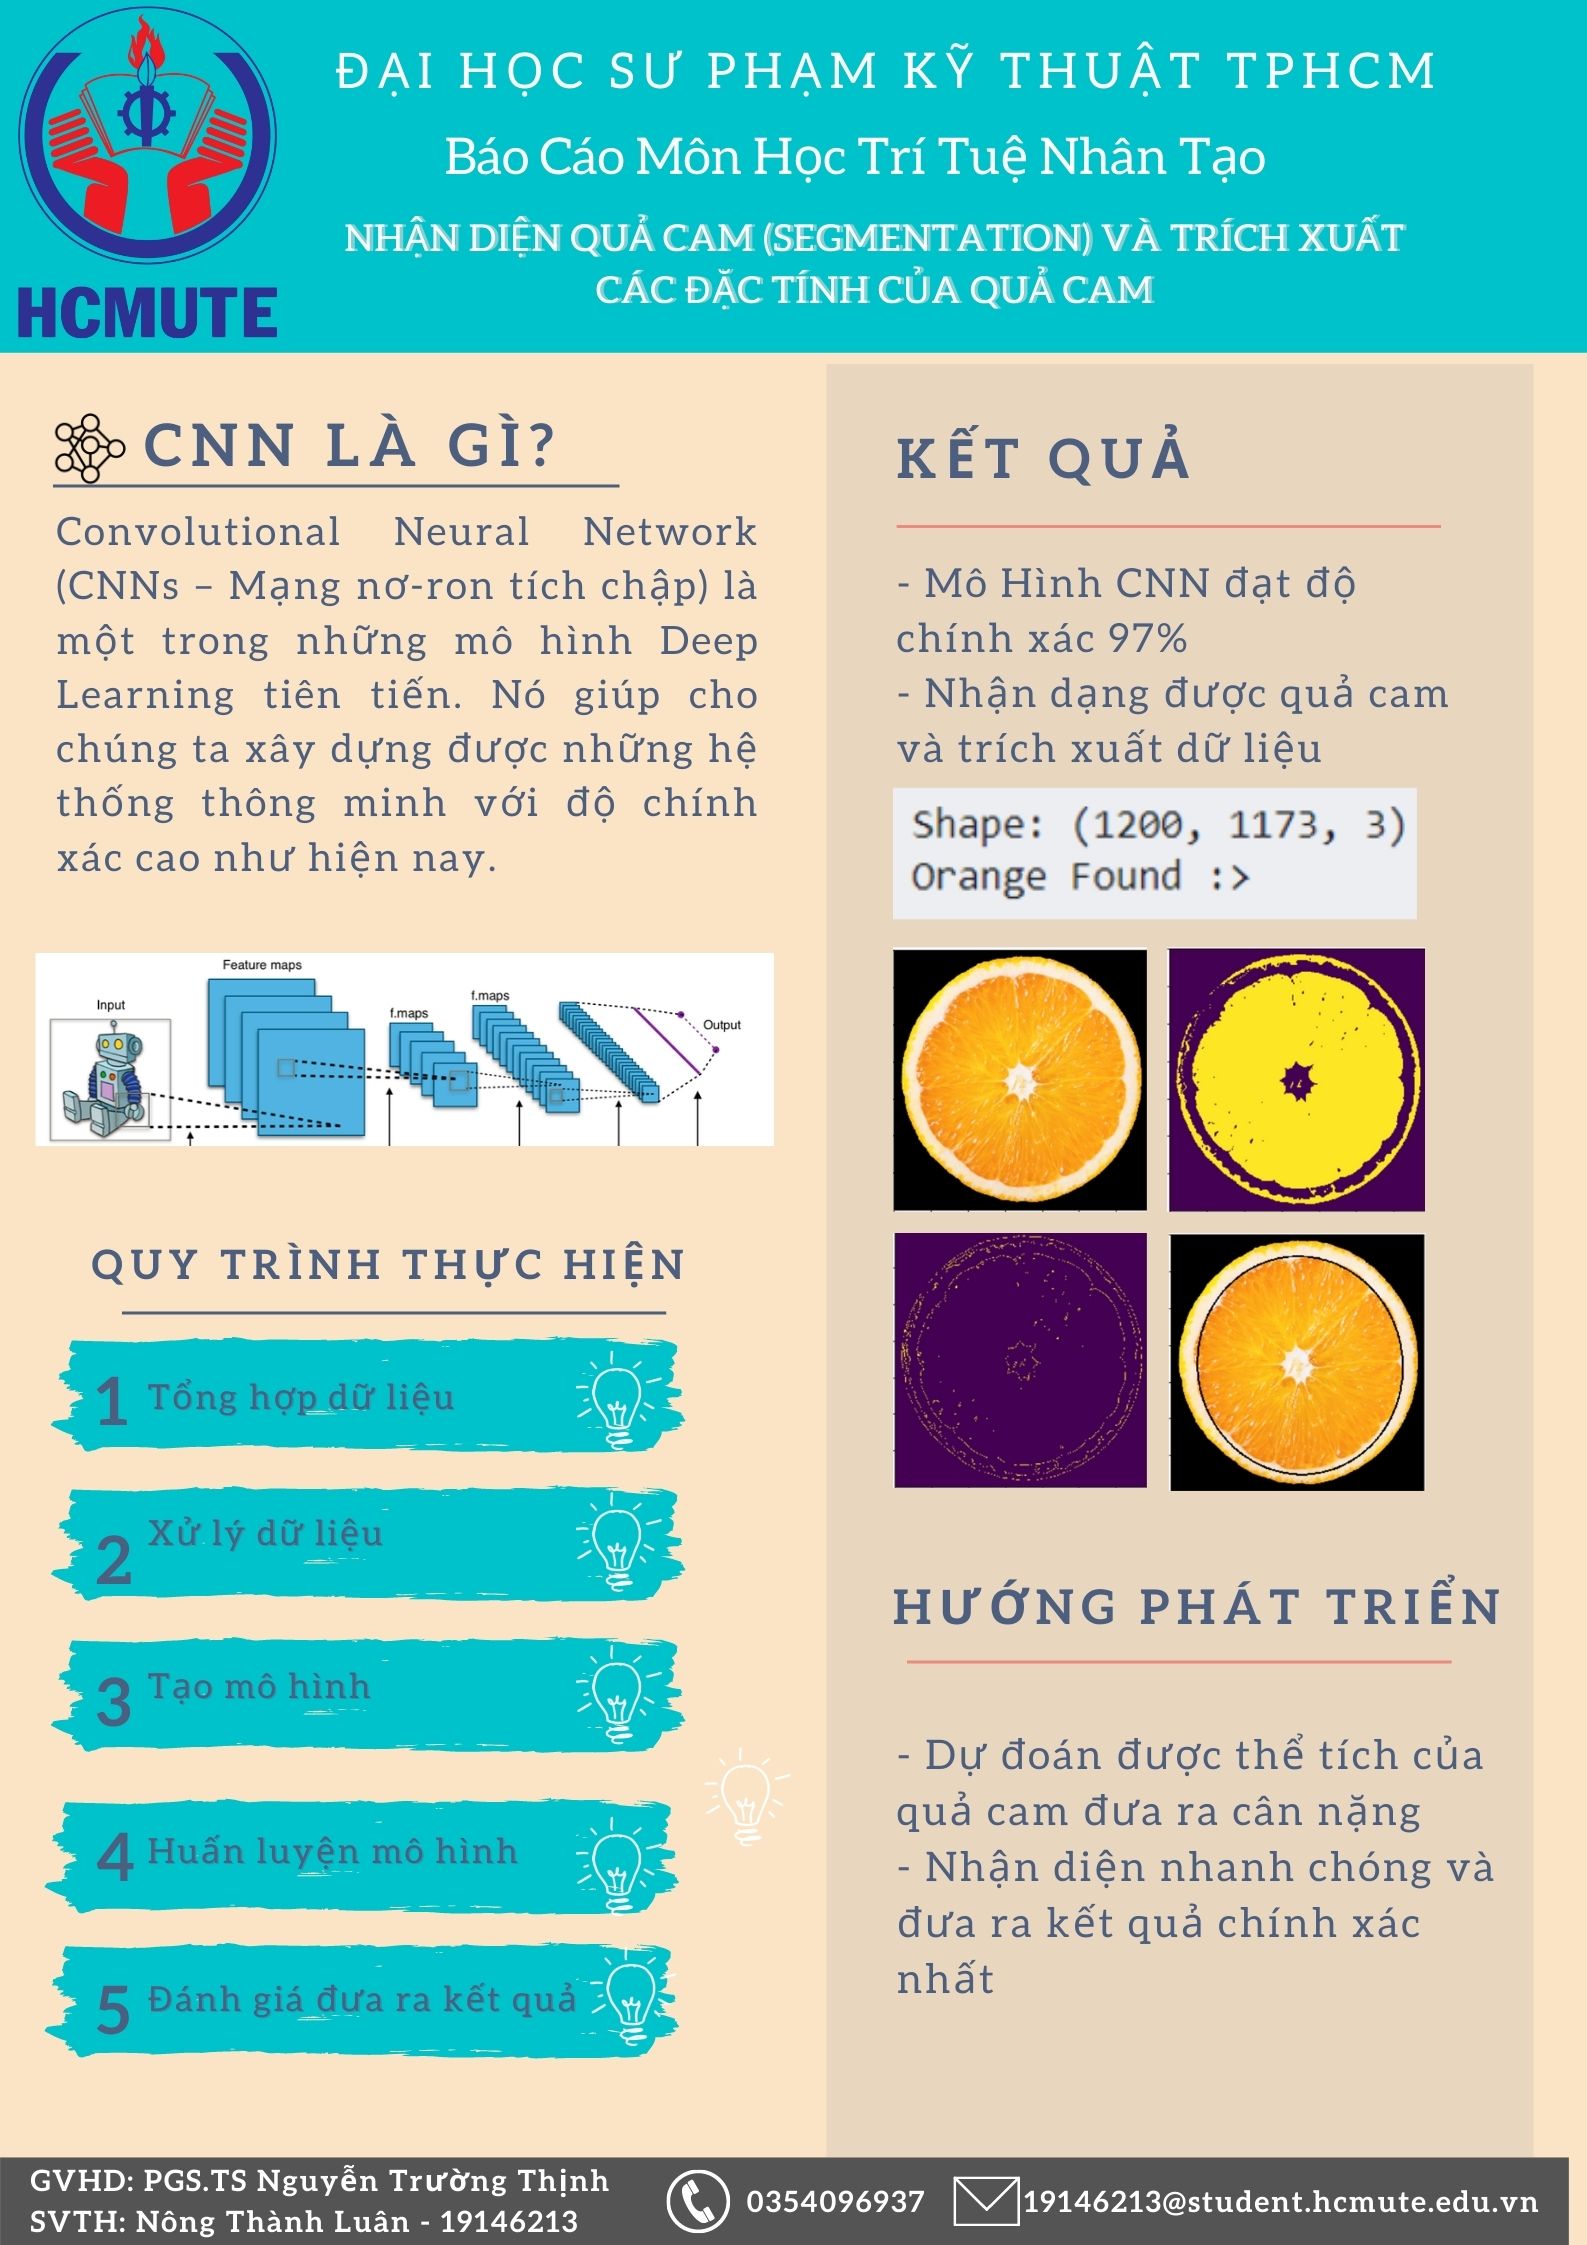 ĐẠI HỌC SƯ PHẠM KỸ THUẬT TPHCM
Báo Cáo Môn Học Trí Tuệ Nhân Tạo
NHẬN DIỆN QUẢ CAM (SEGMENTATION) VÀ TRÍCH XUẤT
CÁC ĐẶC TÍNH CỦA QUẢ CAM
HCMUTE
CNN LÀ GÌ?
Convolutional Neural Network
(CNNs – Mạng nơ-ron tích chập) là
một trong những mô hình Deep
Learning tiên tiến. Nó giúp cho
chúng ta xây dựng được những hệ
thống thông minh với độ chính
xác cao như hiện nay.
Input
Feature maps
f.maps
f.maps
Output
QUY TRÌNH THỰC HIỆN
1 Tổng hợp dữ liệu
2 Xử lý dữ liệu
3 Tạo mô hình
4 Huấn luyện mô hình
5 Đánh giá đưa ra kết quả
KẾT QUẢ
- Mô Hình CNN đạt độ
chính xác 97%
- Nhận dạng được quả cam
và trích xuất dữ liệu
Shape: (1200, 1173, 3)
Orange Found :>
HƯỚNG PHÁT TRIỂN
- Dự đoán được thể tích của
quả cam đưa ra cân nặng
- Nhận diện nhanh chóng và
đưa ra kết quả chính xác
nhất
GVHD: PGS.TS Nguyễn Trường Thịnh
SVTH: Nông Thành Luân - 19146213
0354096937
19146213@student.hcmute.edu.vn